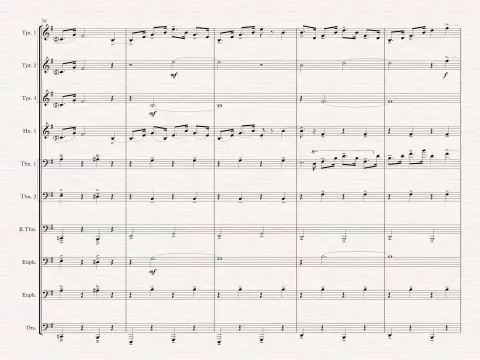 56
Tpt. 1
Tpt. 2
mf
f
Tpt. 3
mf
Hn. 1
Tbn. 1
Tbn. 2
B. Tbn.
Euph.
mf
Euph.
Tba.